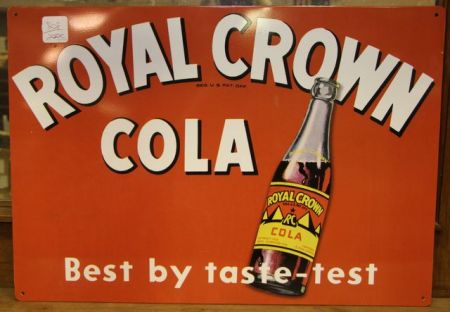 ROYAL CROWN
REG. U.S. PAT. OFF.
COLA
ROYAL CROWN
RC
COLA
Best by taste-test